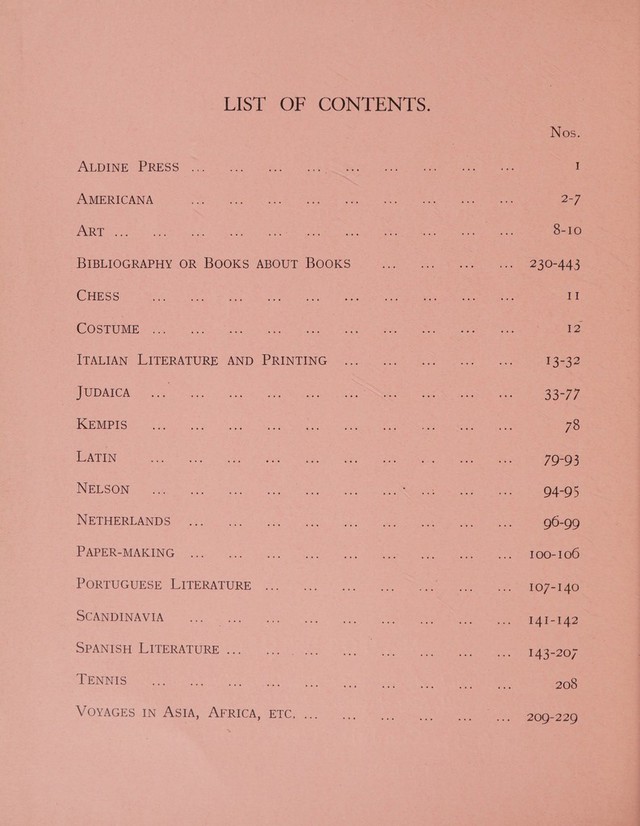 LIST OF CONTENTS.
Nos.
ALDINE PRESS ... ... ... ... ... ... ... ... ... 1
AMERICANA ... ... ... ... ... ... ... ... ... 2-7
ART ... ... ... ... ... ... ... ... ... ... ... 8-10
BIBLIOGRAPHY OR BOOKS ABOUT BOOKS ... ... ... ... 230-443
CHESS ... ... ... ... ... ... ... ... ... ... 11
COSTUME ... ... ... ... ... ... ... ... ... ... 12
ITALIAN LITERATURE AND PRINTING ... ... ... ... ... 13-32
JUDAICA ... ... ... ... ... ... ... ... ... ... 33-77
KEMPIS ... ... ... ... ... ... ... ... ... ... 78
LATIN ... ... ... ... ... ... ... ... ... ... 79-93
NELSON ... ... ... ... ... ... ... ... ... ... 94-95
NETHERLANDS ... ... ... ... ... ... ... ... ... 96-99
PAPER-MAKING ... ... ... ... ... ... ... ... ... 100-106
PORTUGUESE LITERATURE ... ... ... ... ... ... ... 107-140
SCANDINAVIA ... ... ... ... ... ... ... ... ... 141-142
SPANISH LITERATURE ... ... ... ... ... ... ... ... 143-207
TENNIS ... ... ... ... ... ... ... ... ... ... 208
VOYAGES IN ASIA, AFRICA, ETC. ... ... ... ... ... ... 209-229